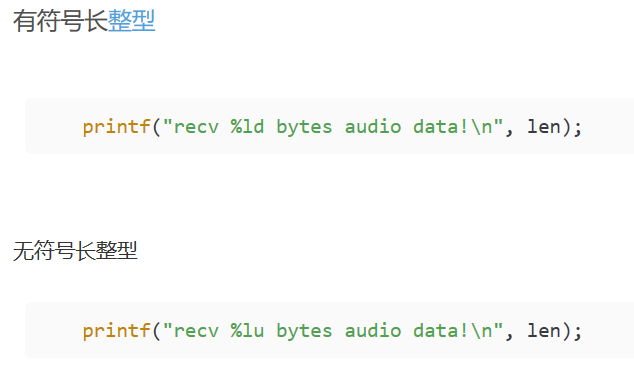 有符号长整型
printf("recv %ld bytes audio data!\n", len);
无符号长整型
printf("recv %lu bytes audio data!\n", len);